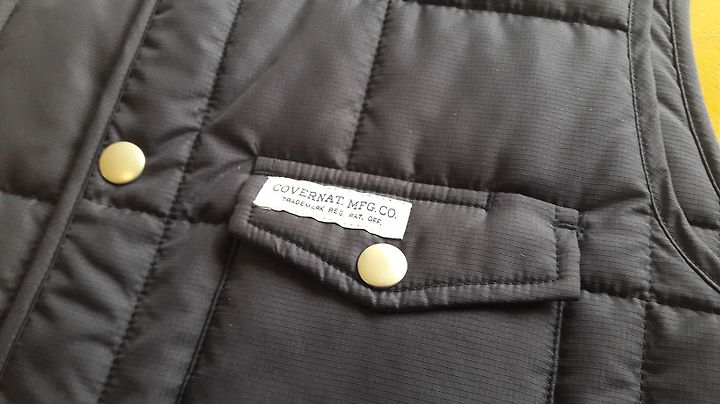 COVERNAT. MFG.CO.
TRADEMARK REG. PAT. OFF.